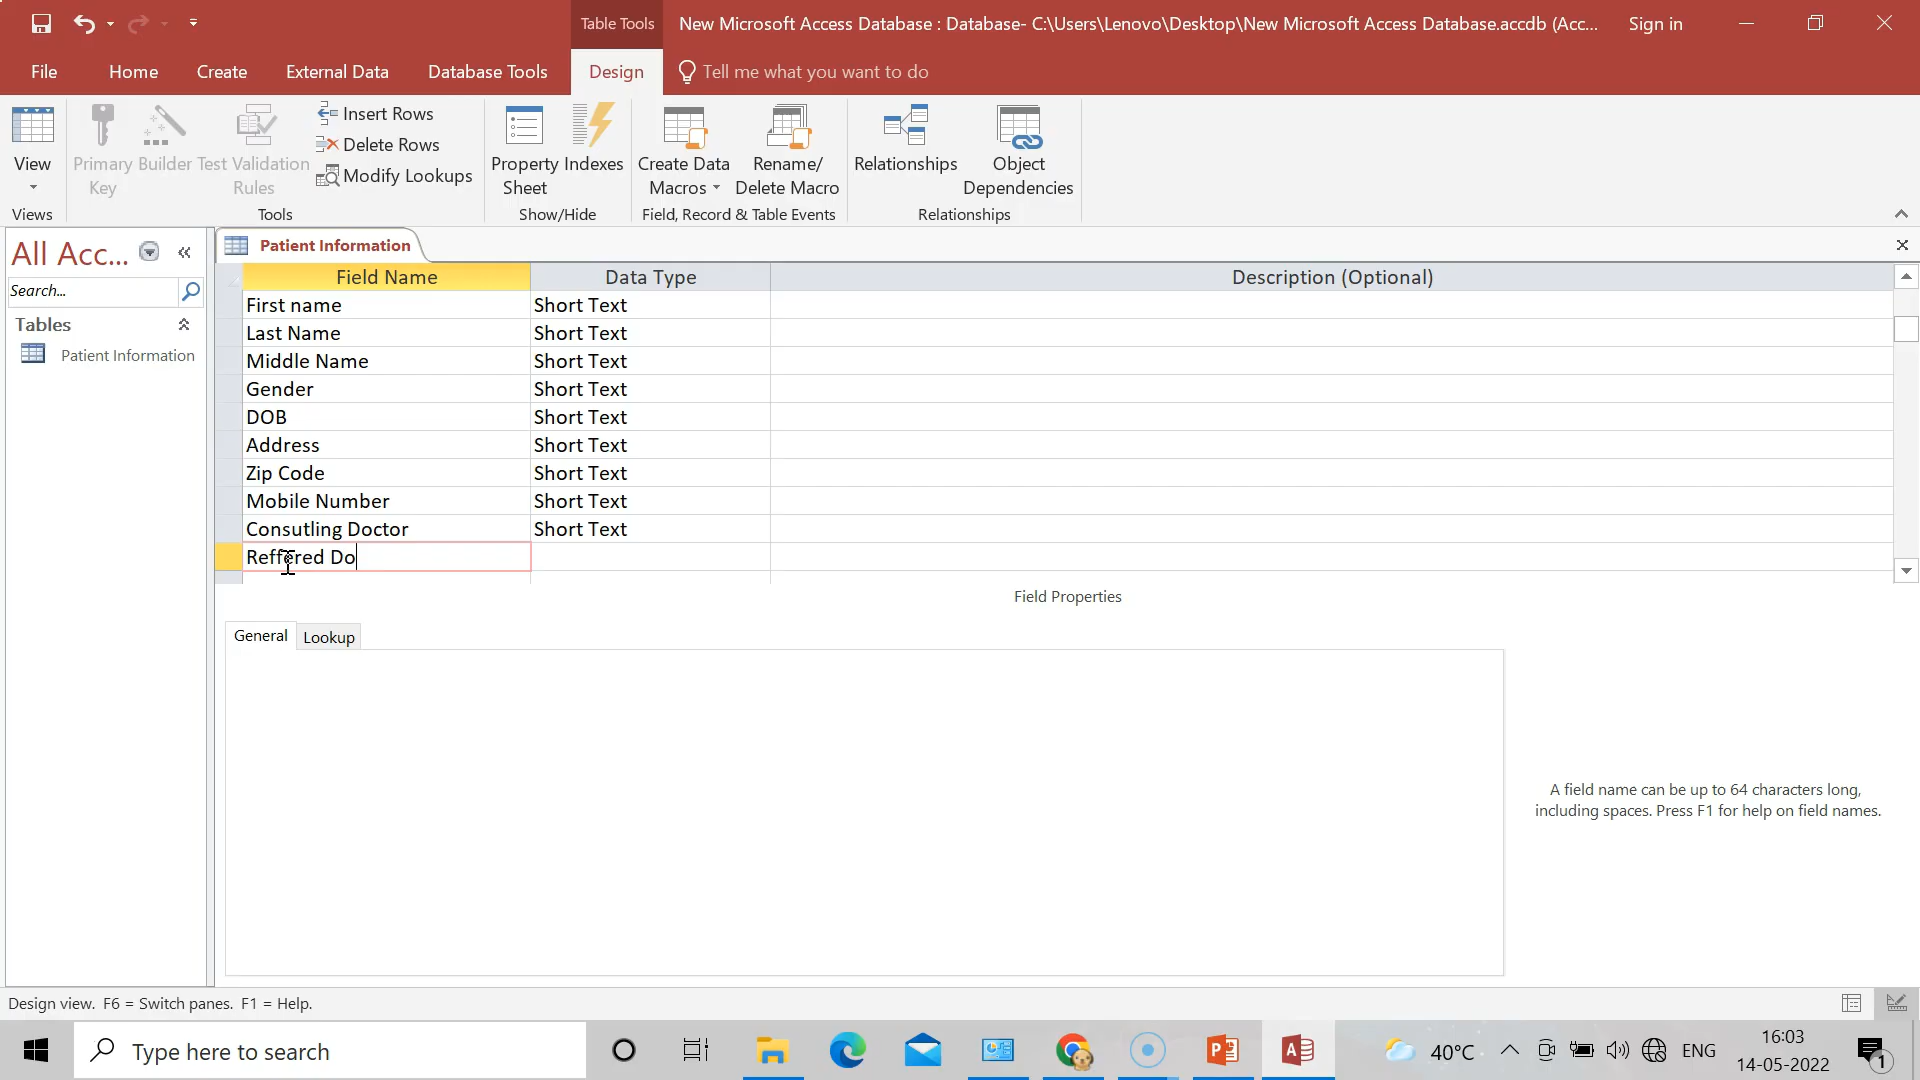 Table Tools
New Microsoft Access Database : Database- C:\Users\Lenovo\Desktop\New Microsoft Access Database.accdb (Acc...
Sign in
File
Home
Create
External Data
Database Tools
Design
Tell me what you want to do
View
Primary Key
Builder
Test Validation Rules
Insert Rows
Delete Rows
Modify Lookups
Property Sheet
Indexes
Create Data Macros
Rename/ Delete Macro
Relationships
Object Dependencies
Views
Tools
Show/Hide
Field, Record & Table Events
Relationships
All Acc...
Search...
Tables
Patient Information
Patient Information
Field Name Data Type Description (Optional)
First name Short Text
Last Name Short Text
Middle Name Short Text
Gender Short Text
DOB Short Text
Address Short Text
Zip Code Short Text
Mobile Number Short Text
Consutling Doctor Short Text
Reffered Do
Field Properties
General
Lookup
A field name can be up to 64 characters long,
including spaces. Press F1 for help on field names.
Design view. F6 = Switch panes. F1 = Help.
Type here to search
40°C
ENG
16:03
14-05-2022
1